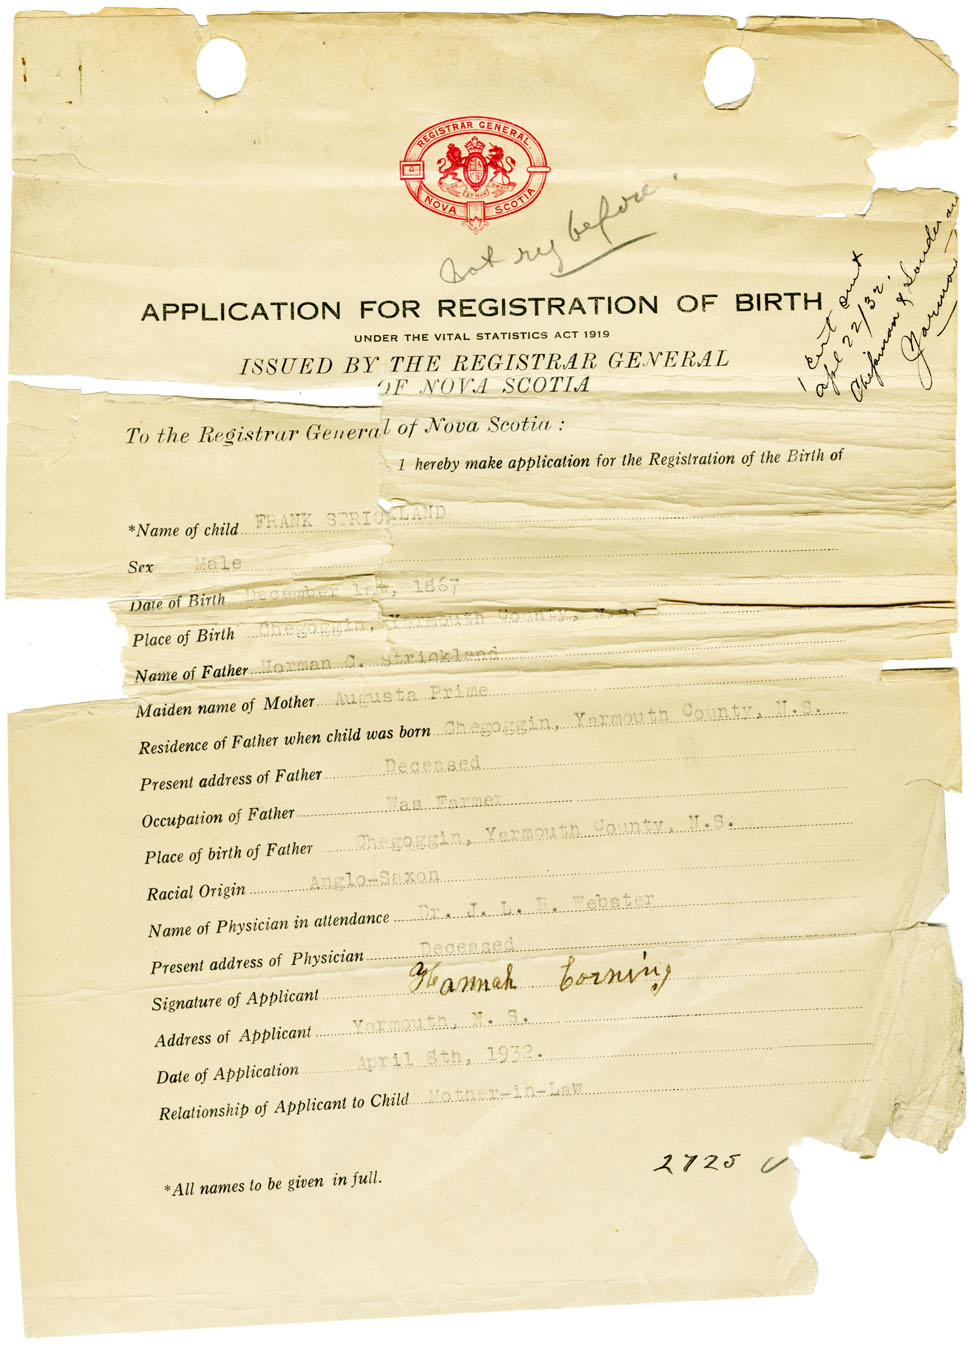 REGISTRAR GENERAL.
NOVA SCOTIA
Not reg before.
1 cert sent
Apl 22/32.
Chipman & Sanderson
Yarmouth
APPLICATION FOR REGISTRATION OF BIRTH
UNDER THE VITAL STATISTICS ACT 1919
ISSUED BY THE REGISTRAR GENERAL
OF NOVA SCOTIA
To the Registrar General of Nova Scotia :
I hereby make application for the Registration of the Birth of
*Name of child FRANK STRICKLAND
Sex Male
Date of Birth December , 1867
Place of Birth Chegoggin, Yarmouth County, N.S.
Name of Father Norman C. Strickland
Maiden name of Mother Augusta Prime
Residence of Father when child was born Chegoggin, Yarmouth County, N.S.
Present address of Father Deceased
Occupation of Father Was Farmer
Place of birth of Father Chegoggin, Yarmouth County, N.S.
Racial Origin Anglo-Saxon
Name of Physician in attendance Dr. J. L. R. Webster
Present address of Physician Deceased
Signature of Applicant Hannah Corning
Address of Applicant Yarmouth, N. S.
Date of Application April 8th, 1932.
Relationship of Applicant to Child Mother-in-Law
2725
*All names to be given in full.